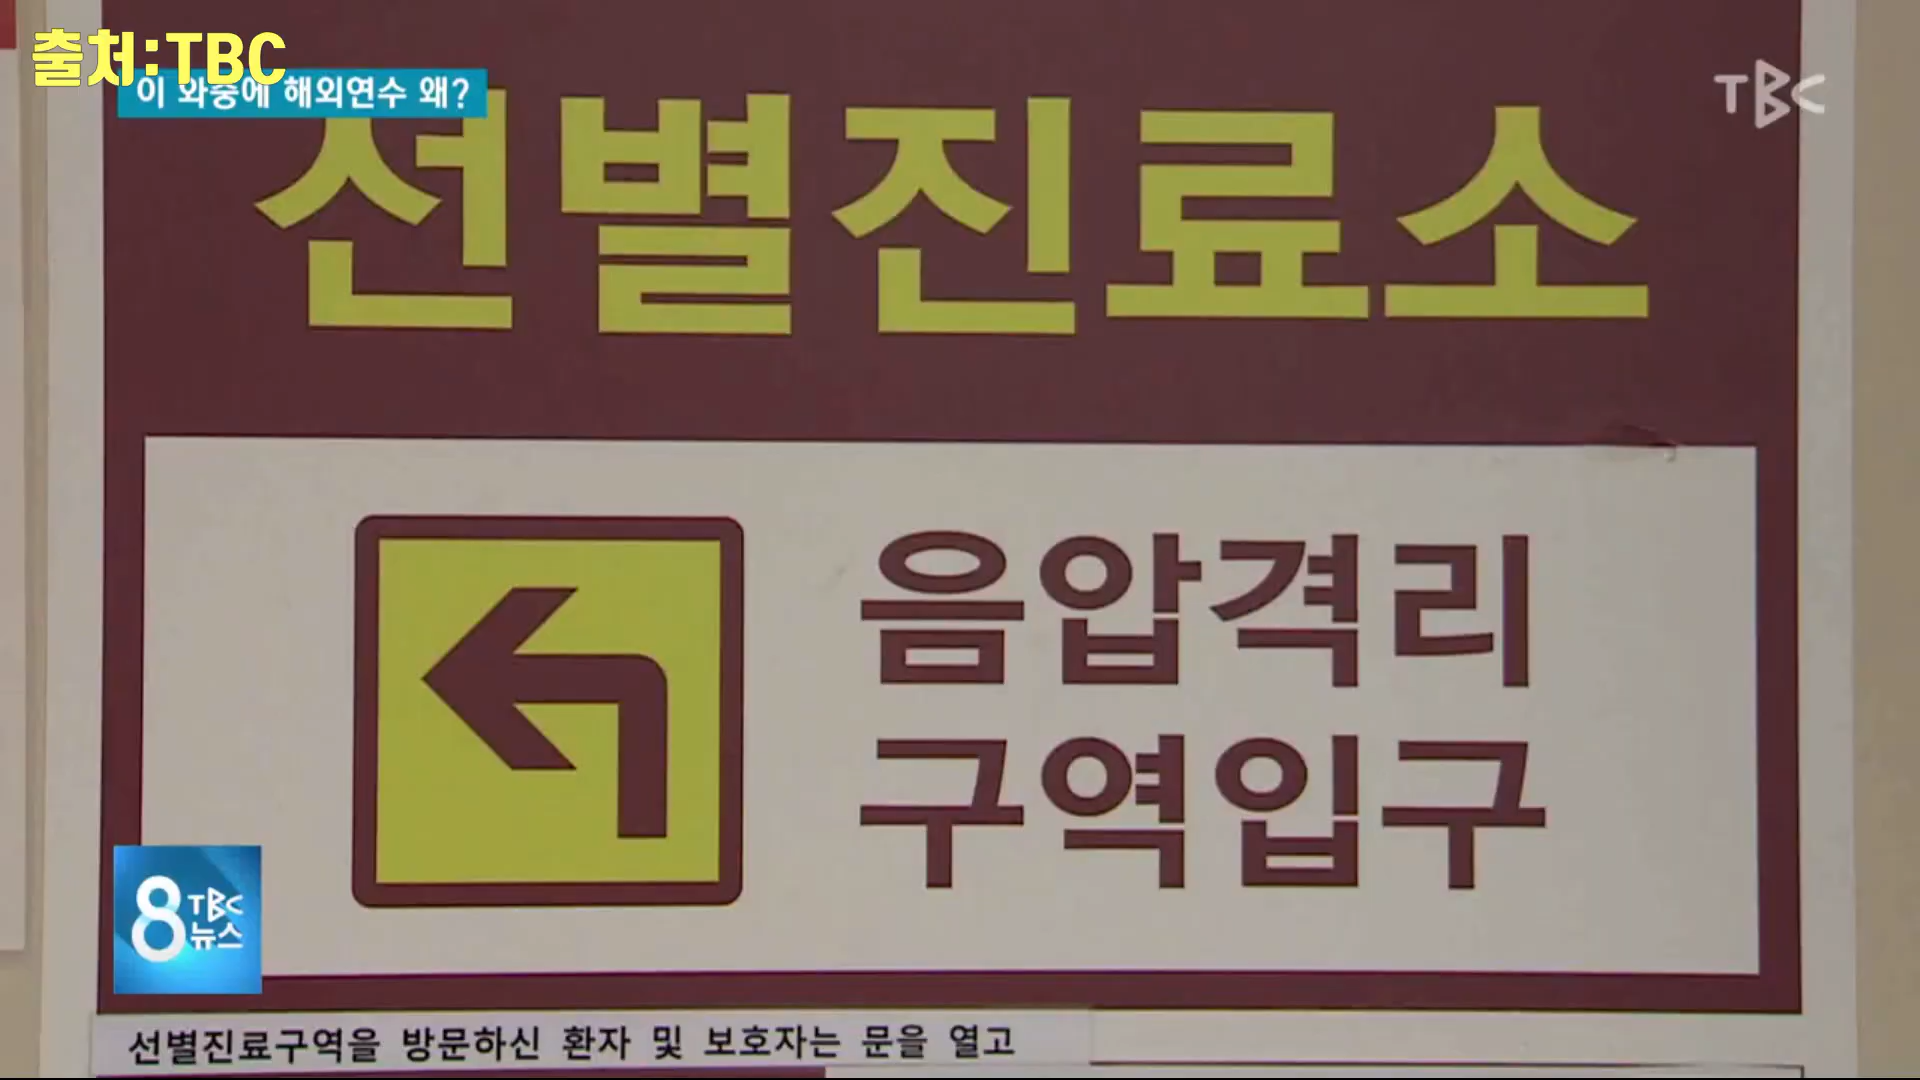 출처:TBC
이 와중에 해외연수 왜?
TBC
선별진료소
음압격리
구역입구
8 TBC
뉴스
선별진료구역을 방문하신 환자 및 보호자는 문을 열고